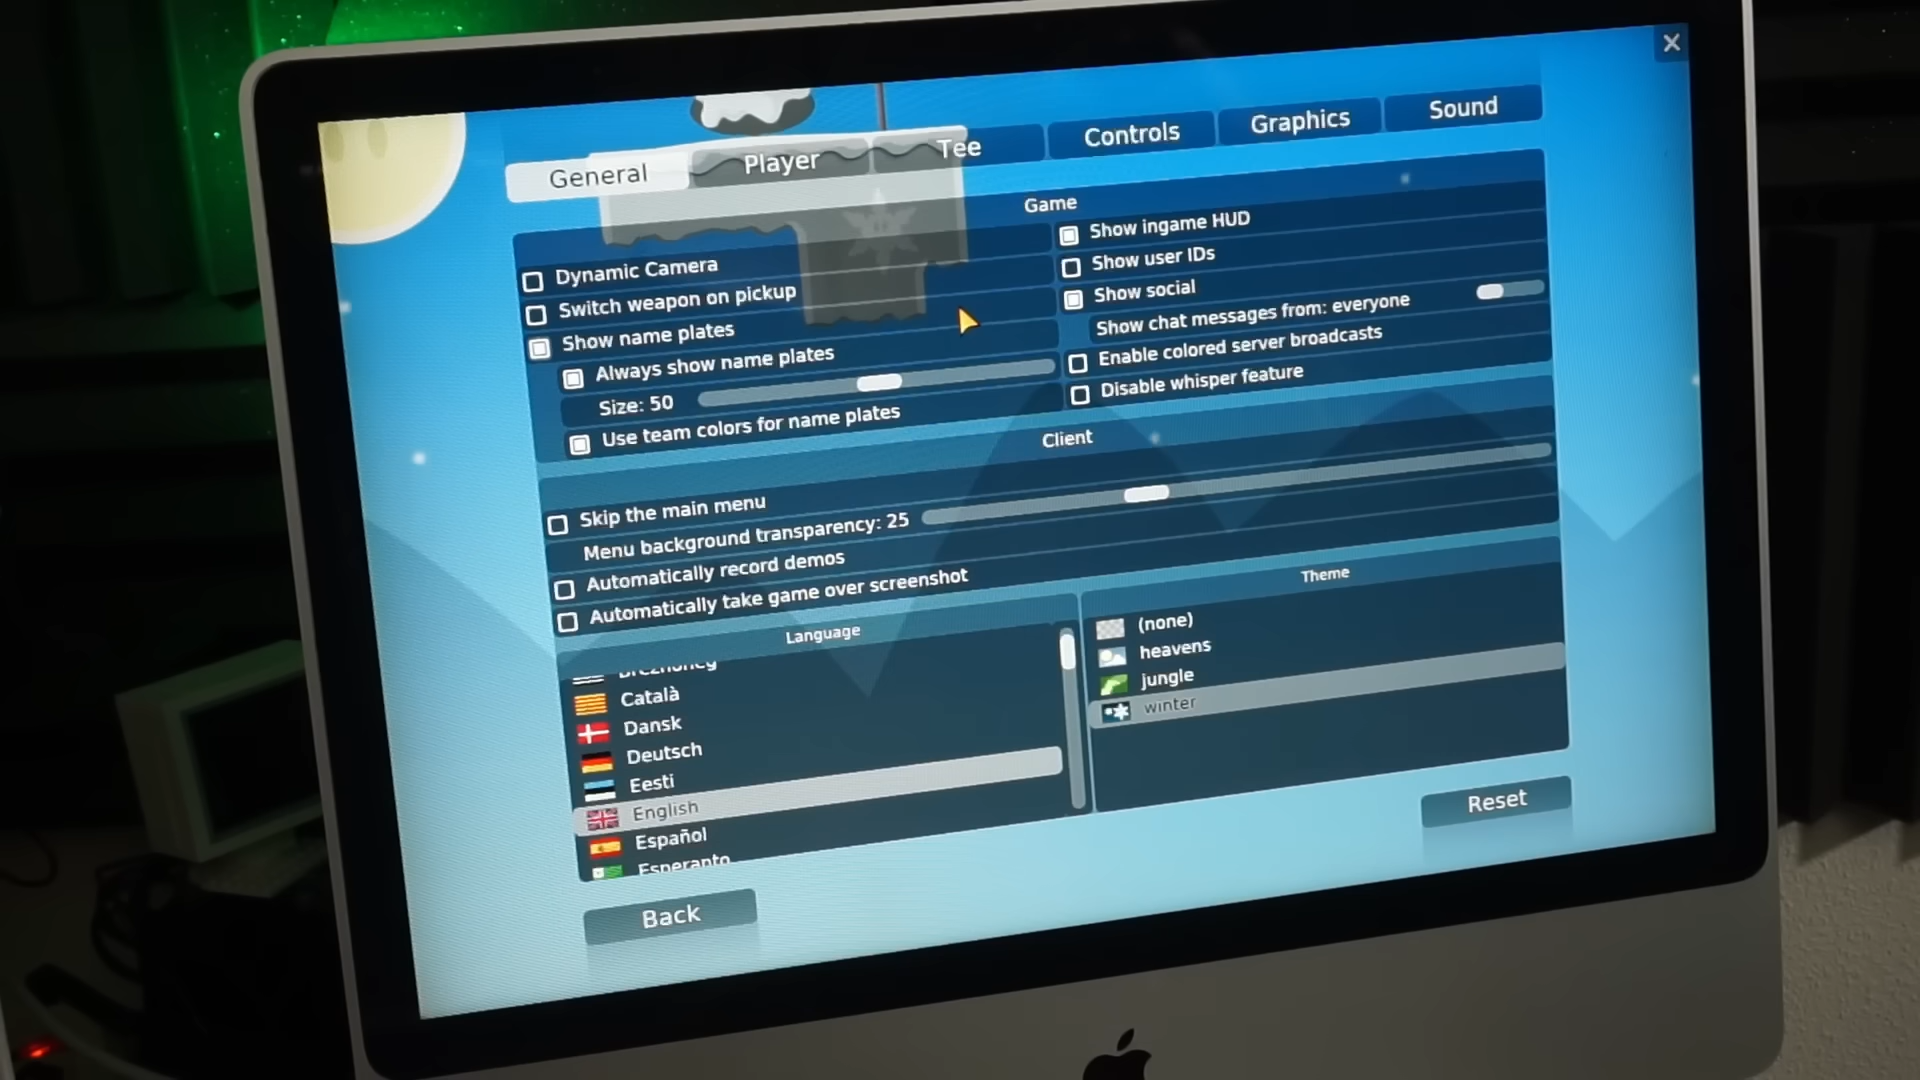 General
Player
Tee
Controls
Graphics
Sound
Game
Dynamic Camera
Switch weapon on pickup
Show name plates
Always show name plates
Size: 50
Use team colors for name plates
Show ingame HUD
Show user IDs
Show social
Show chat messages from: everyone
Enable colored server broadcasts
Disable whisper feature
Client
Skip the main menu
Menu background transparency: 25
Automatically record demos
Automatically take game over screenshot
Language
Brezhoneg
Català
Dansk
Deutsch
Eesti
English
Español
Esperanto
Theme
(none)
heavens
jungle
winter
Reset
Back